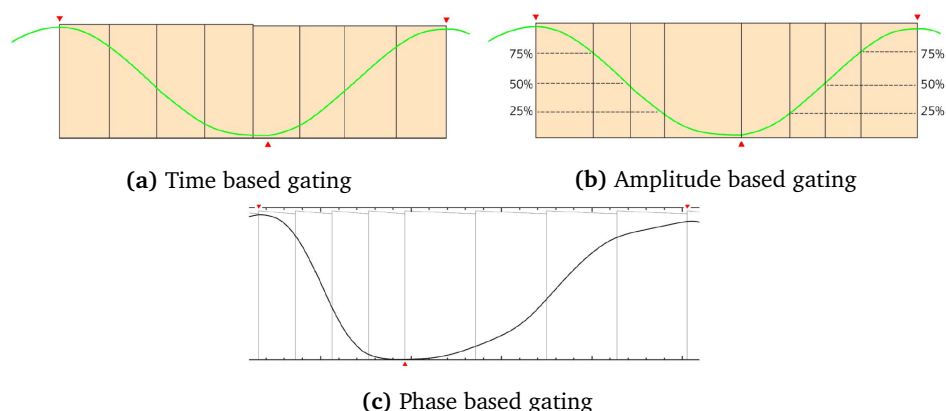 75%
50%
25%
75%
50%
25%
(a) Time based gating
(b) Amplitude based gating
(c) Phase based gating